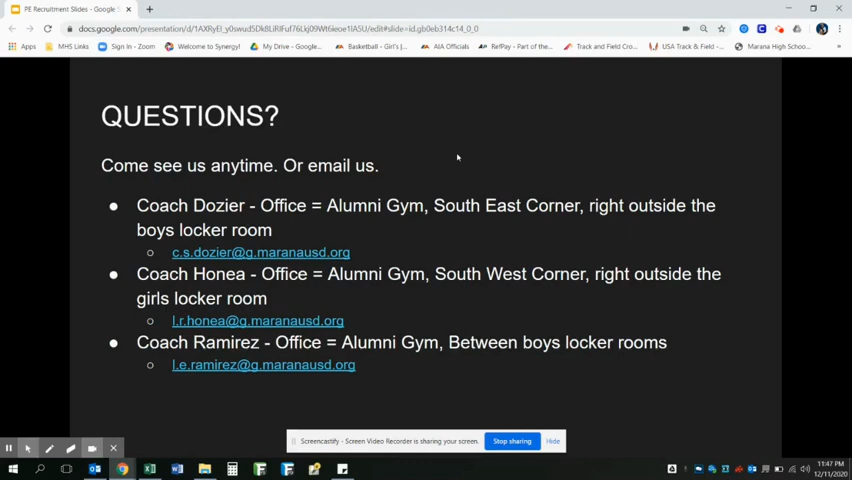 PE Recruitment Slides - Google S
docs.google.com/presentation/d/1AXRyEI_y0swud5Dk8LiRlFuf76Lkj09Wt6ieoe1IA5U/edit#slide=id.gb0eb314c14_0_0
Apps MHS Links Sign In - Zoom Welcome to Synergy! My Drive - Google... Basketball - Girl's J... AIA Officials RefPay - Part of the... Track and Field Cro... USA Track & Field -... Marana High School...
QUESTIONS?
Come see us anytime. Or email us.
● Coach Dozier - Office = Alumni Gym, South East Corner, right outside the
boys locker room
○ c.s.dozier@g.maranausd.org
● Coach Honea - Office = Alumni Gym, South West Corner, right outside the
girls locker room
○ l.r.honea@g.maranausd.org
● Coach Ramirez - Office = Alumni Gym, Between boys locker rooms
○ l.e.ramirez@g.maranausd.org
Screencastify - Screen Video Recorder is sharing your screen. Stop sharing Hide
11:47 PM
12/11/2020